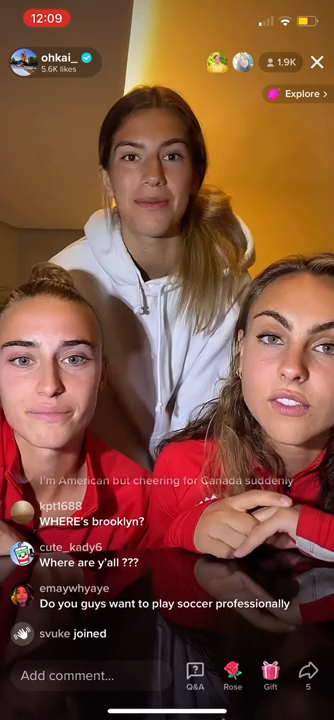 12:09
ohkai_
5.6K likes
1.9K
Explore >
I'm American but cheering for Canada suddenly
kpt1688
WHERE's brooklyn?
cute_kady6
Where are y'all ???
emaywhyaye
Do you guys want to play soccer professionally
svuke joined
Add comment...
Q&A
Rose
Gift
5